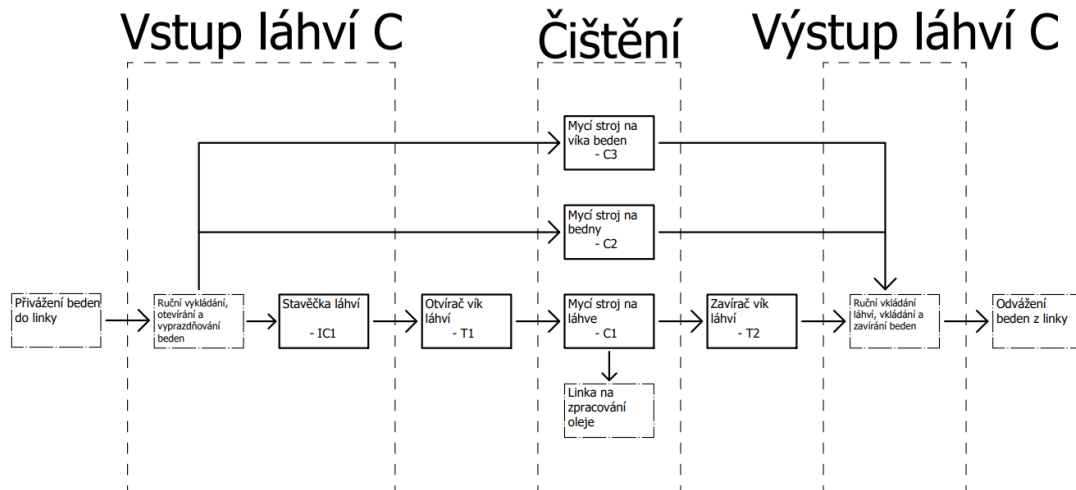 Vstup láhví C
Čištění
Výstup láhví C
Mycí stroj na
víka beden
- C3
Mycí stroj na
bedny
- C2
Přivážení beden
do linky
Ruční vykládání,
otevírání a
vyprazdňování
beden
Stavěčka láhví
- IC1
Otvírač vík
láhví
- T1
Mycí stroj na
láhve
- C1
Zavírač vik
láhví
- T2
Ruční vkládání
láhví, vkládání a
zavírání beden
Odvážení
beden z linky
Linka na
zpracování
oleje